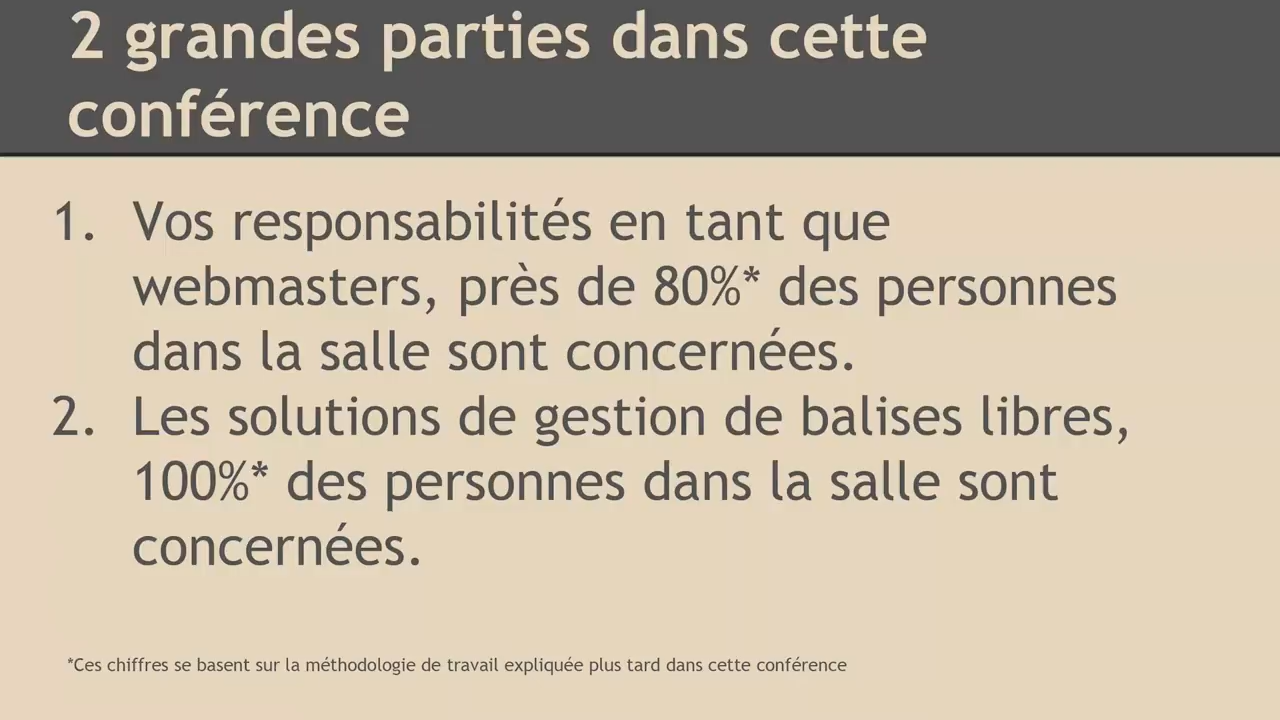 2 grandes parties dans cette
conférence
1. Vos responsabilités en tant que
webmasters, près de 80%* des personnes
dans la salle sont concernées.
2. Les solutions de gestion de balises libres,
100%* des personnes dans la salle sont
concernées.
*Ces chiffres se basent sur la méthodologie de travail expliquée plus tard dans cette conférence